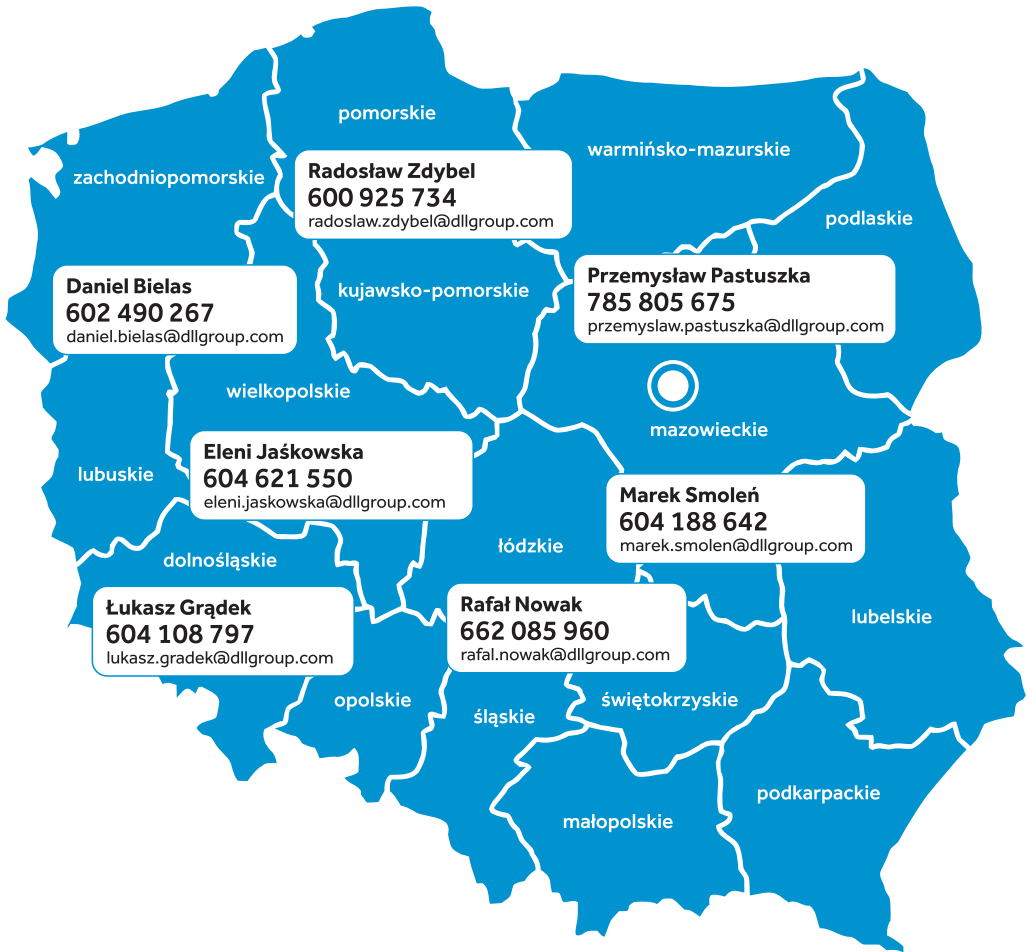 pomorskie
warmińsko-mazurskie
zachodniopomorskie
Radosław Zdybel
600 925 734
radoslaw.zdybel@dllgroup.com
podlaskie
Daniel Bielas
602 490 267
daniel.bielas@dllgroup.com
kujawsko-pomorskie
Przemysław Pastuszka
785 805 675
przemyslaw.pastuszka@dllgroup.com
wielkopolskie
mazowieckie
lubuskie
Eleni Jaśkowska
604 621 550
eleni.jaskowska@dllgroup.com
Marek Smoleń
604 188 642
marek.smolen@dllgroup.com
łódzkie
dolnośląskie
Łukasz Grądek
604 108 797
lukasz.gradek@dllgroup.com
Rafał Nowak
662 085 960
rafal.nowak@dllgroup.com
lubelskie
opolskie
śląskie
świętokrzyskie
podkarpackie
małopolskie